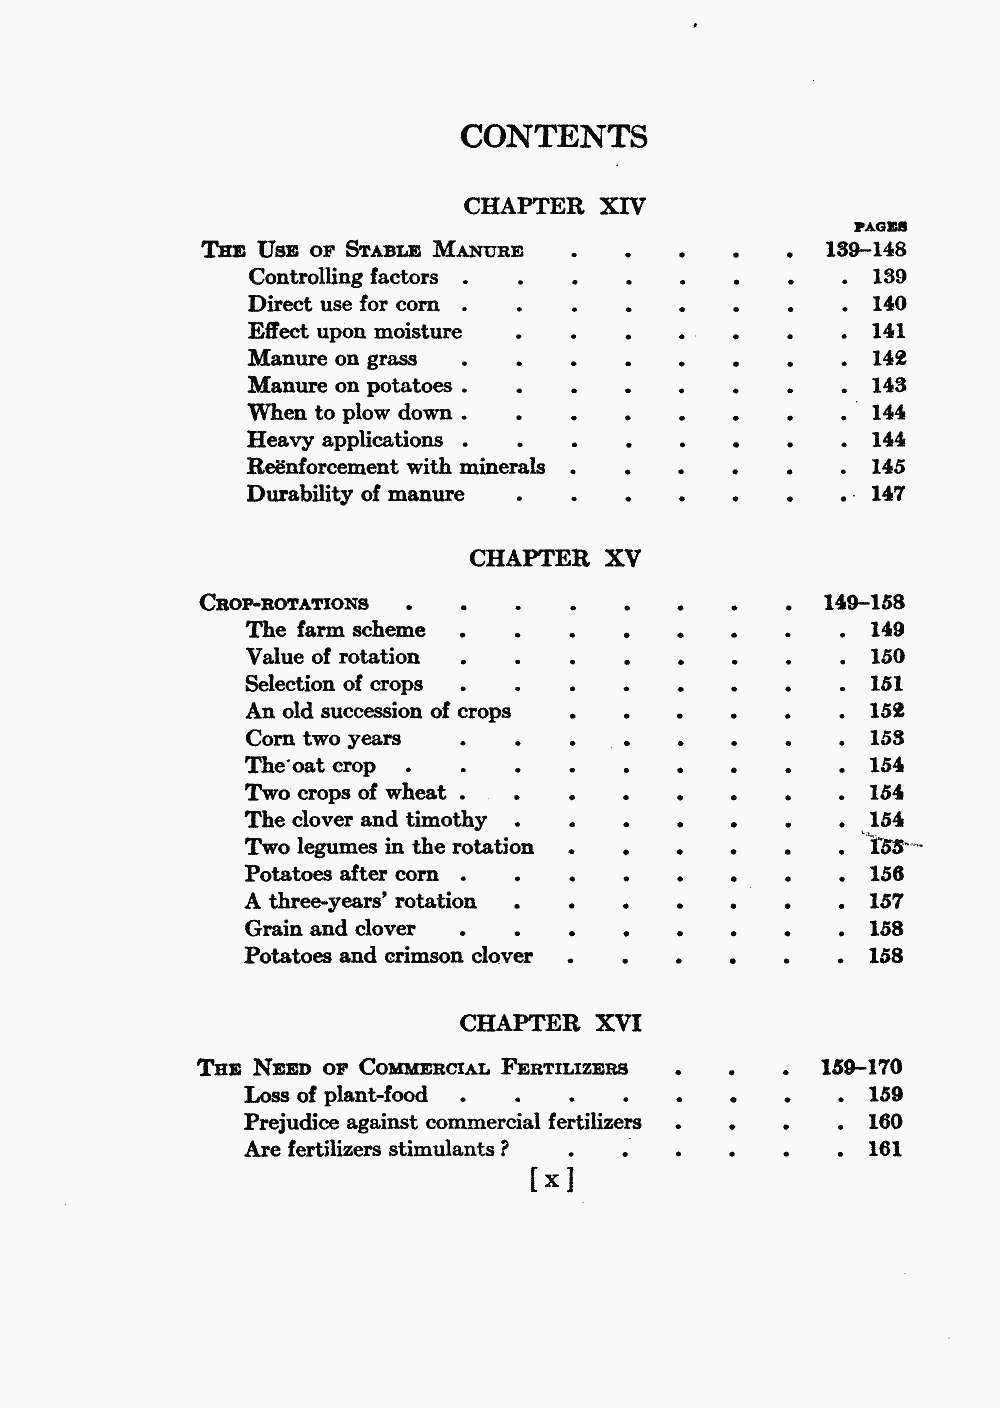 CONTENTS
CHAPTER XIV
PAGES
The Use of Stable Manure . . . . . 139–148
Controlling factors . . . . . . . . 139
Direct use for corn . . . . . . . . 140
Effect upon moisture . . . . . . . 141
Manure on grass . . . . . . . . 142
Manure on potatoes . . . . . . . . 143
When to plow down . . . . . . . . 144
Heavy applications . . . . . . . . 144
Reënforcement with minerals . . . . . . 145
Durability of manure . . . . . . . 147
CHAPTER XV
Crop-rotations . . . . . . . . 149–158
The farm scheme . . . . . . . . 149
Value of rotation . . . . . . . . 150
Selection of crops . . . . . . . . 151
An old succession of crops . . . . . . 152
Corn two years . . . . . . . . 153
The oat crop . . . . . . . . . 154
Two crops of wheat . . . . . . . . 154
The clover and timothy . . . . . . . 154
Two legumes in the rotation . . . . . . 155
Potatoes after corn . . . . . . . . 156
A three-years' rotation . . . . . . . 157
Grain and clover . . . . . . . . 158
Potatoes and crimson clover . . . . . . 158
CHAPTER XVI
The Need of Commercial Fertilizers . . . 159–170
Loss of plant-food . . . . . . . . 159
Prejudice against commercial fertilizers . . . . 160
Are fertilizers stimulants? . . . . . . 161
[ x ]